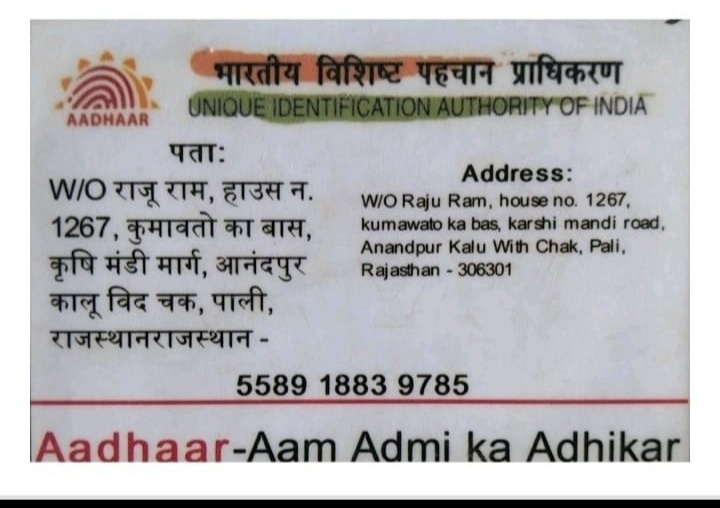 भारतीय विशिष्ट पहचान प्राधिकरण
UNIQUE IDENTIFICATION AUTHORITY OF INDIA
AADHAAR
पता:
W/O राजू राम, हाउस न.
1267, कुमावतो का बास,
कृषि मंडी मार्ग, आनंदपुर
कालू विद चक, पाली,
राजस्थानराजस्थान -
Address:
W/O Raju Ram, house no. 1267,
kumawato ka bas, karshi mandi road,
Anandpur Kalu With Chak, Pali,
Rajasthan - 306301
5589 1883 9785
Aadhaar-Aam Admi ka Adhikar